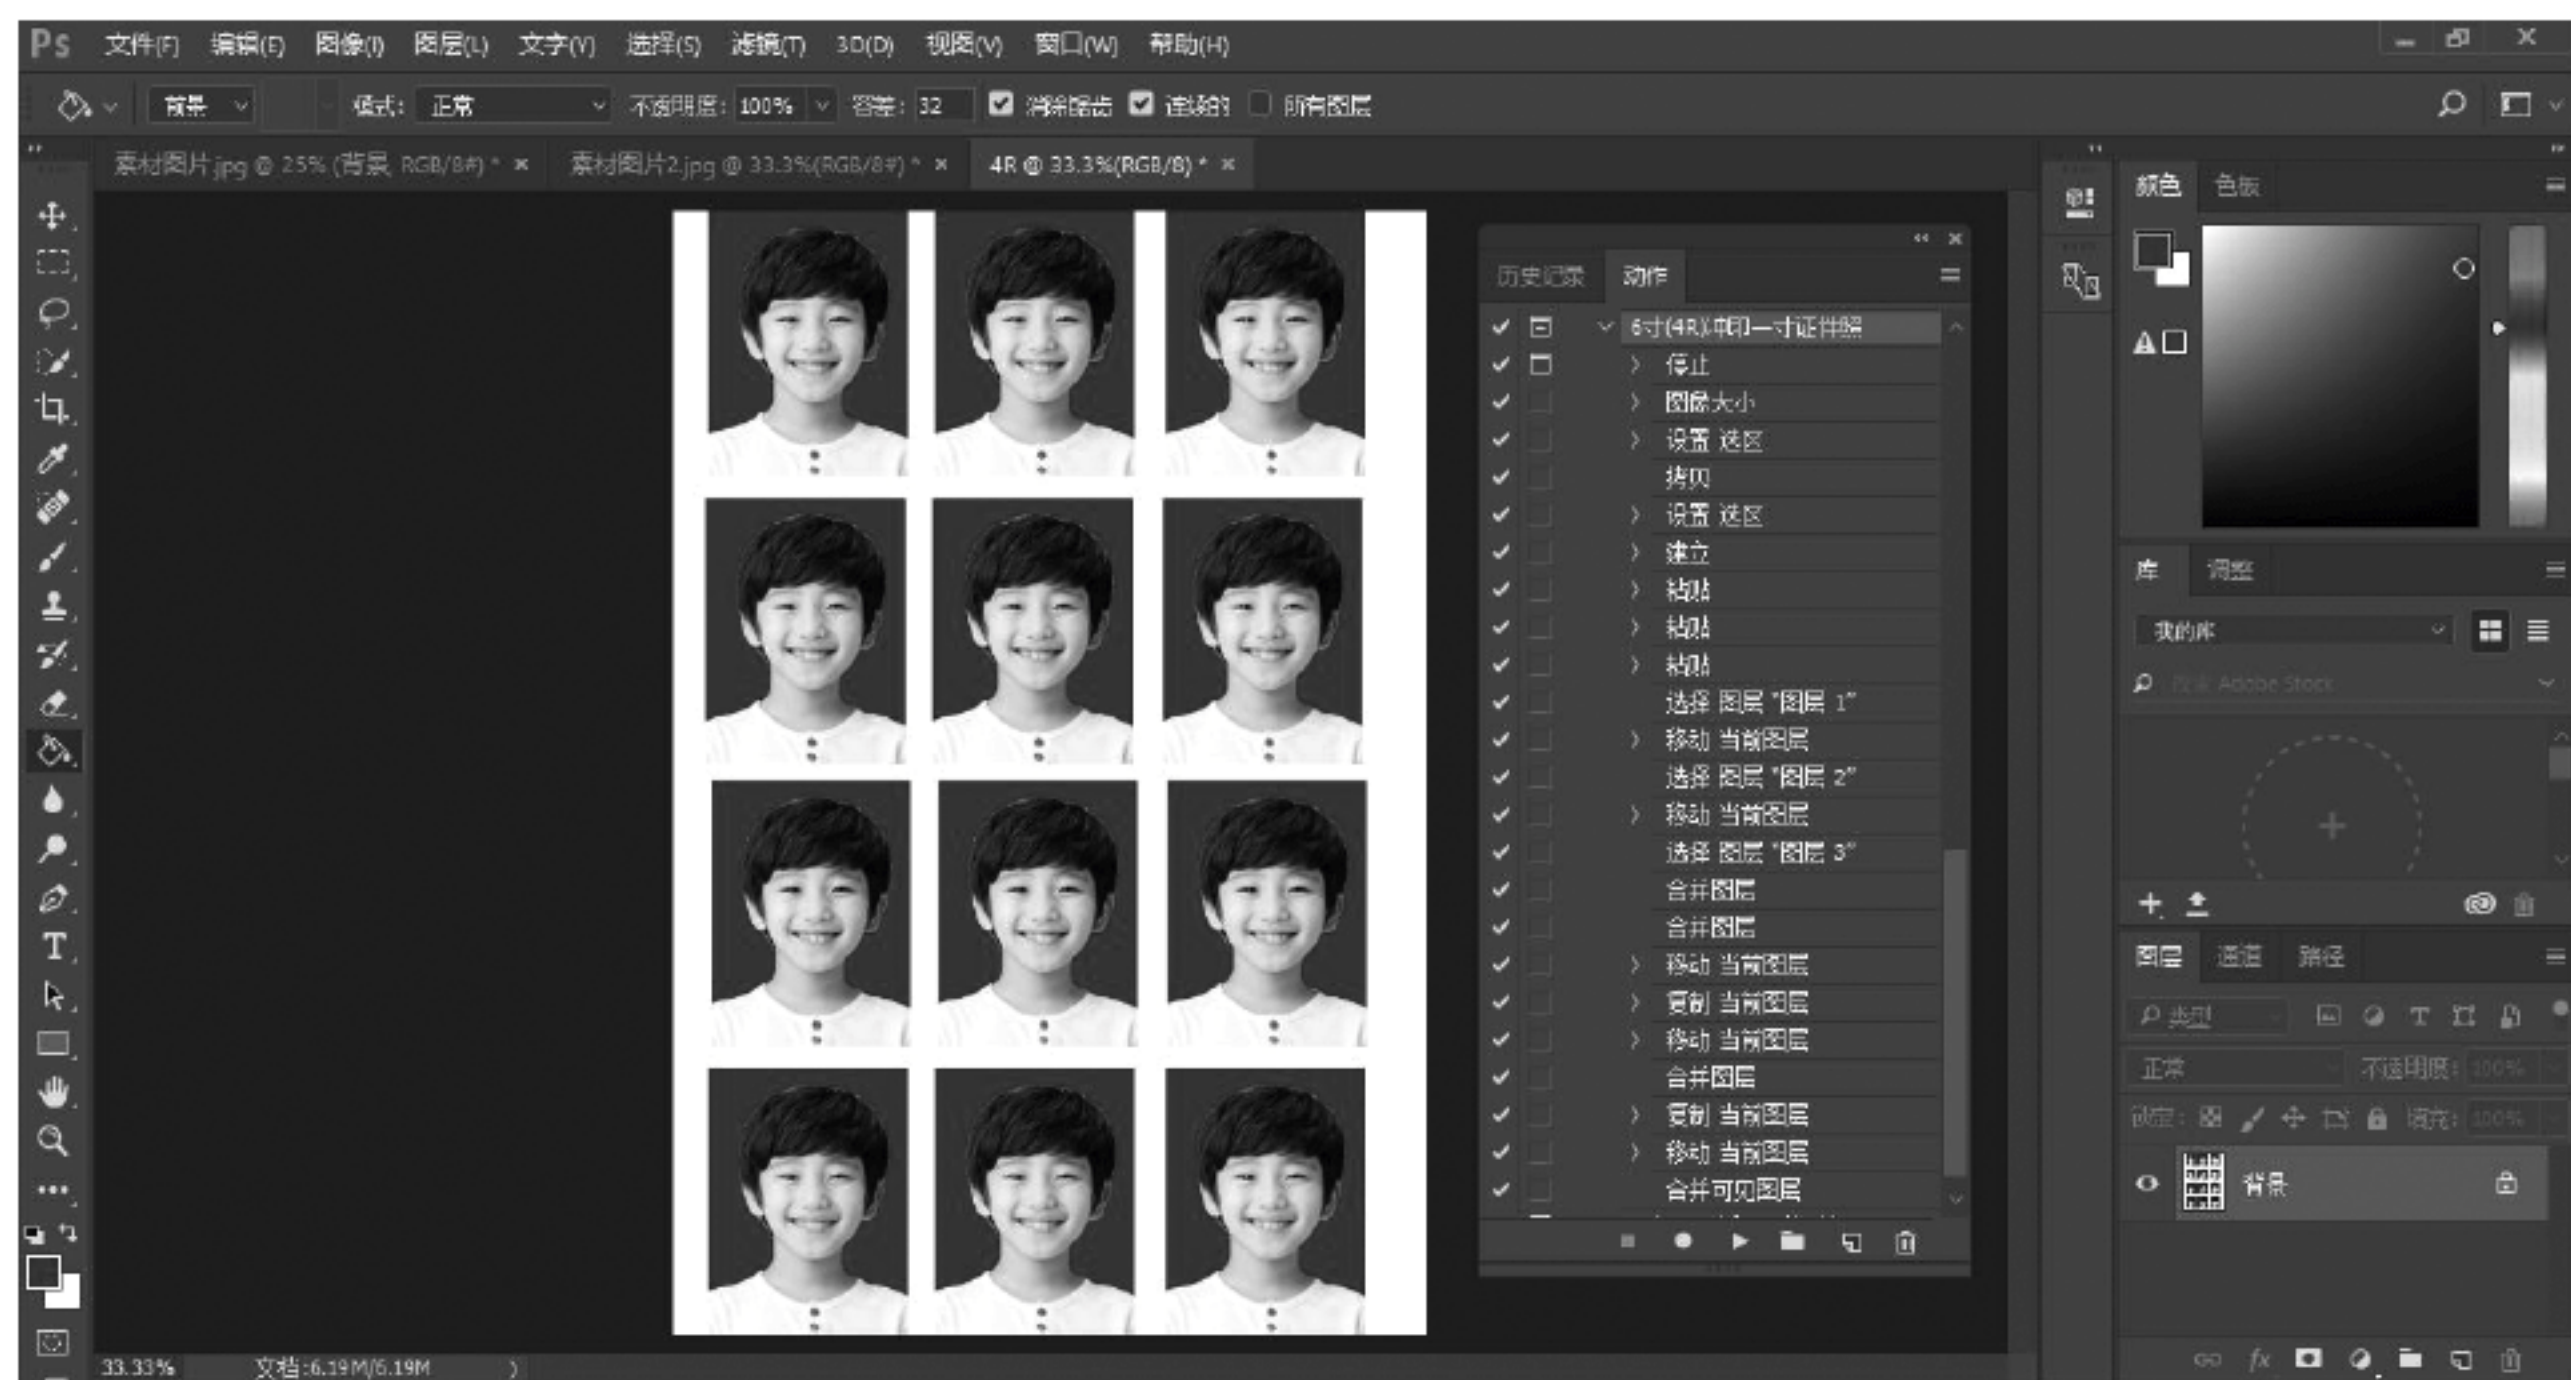 Ps 文件(F) 编辑(E) 图像(I) 图层(L) 文字(Y) 选择(S) 滤镜(T) 3D(D) 视图(V) 窗口(W) 帮助(H)
前景 模式: 正常 不透明度: 100% 容差: 32 消除锯齿 连续的 所有图层
素材图片.jpg @ 25% (背景, RGB/8#) * × 素材图片2.jpg @ 33.3%(RGB/8#) * × 4R @ 33.3%(RGB/8) * ×
历史记录 动作
6寸(4R)冲印一寸证件照
停止
图像大小
设置 选区
拷贝
设置 选区
建立
粘贴
粘贴
粘贴
选择 图层 "图层 1"
移动 当前图层
选择 图层 "图层 2"
移动 当前图层
选择 图层 "图层 3"
合并图层
合并图层
移动 当前图层
复制 当前图层
移动 当前图层
合并图层
复制 当前图层
移动 当前图层
合并可见图层
颜色 色板
库 调整
我的库
搜索 Adobe Stock
图层 通道 路径
类型
正常 不透明度: 100%
锁定: 填充: 100%
背景
fx
33.33% 文档:6.19M/6.19M